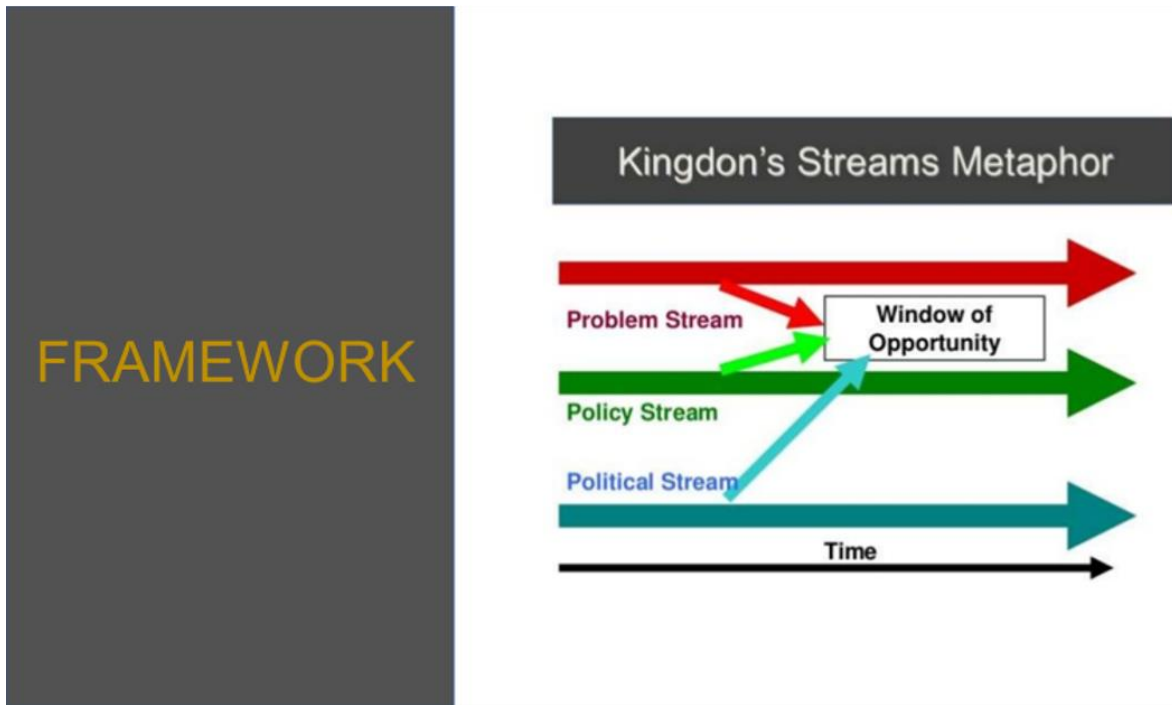 FRAMEWORK
Kingdon's Streams Metaphor
Problem Stream
Window of
Opportunity
Policy Stream
Political Stream
Time